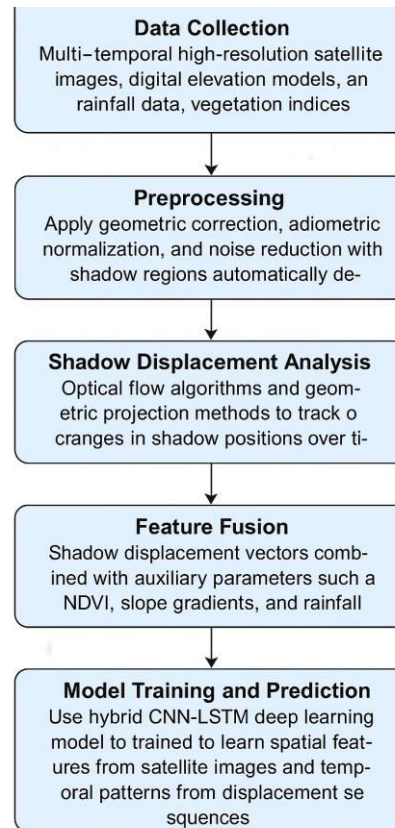 Data Collection
Multi–temporal high-resolution satellite
images, digital elevation models, an
rainfall data, vegetation indices
Preprocessing
Apply geometric correction, adiometric
normalization, and noise reduction with
shadow regions automatically de-
Shadow Displacement Analysis
Optical flow algorithms and geom-
etric projection methods to track o
cranges in shadow positions over ti-
Feature Fusion
Shadow displacement vectors comb-
ined with auxiliary parameters such a
NDVI, slope gradients, and rainfall
Model Training and Prediction
Use hybrid CNN-LSTM deep learning
model to trained to learn spatial feat-
ures from satellite images and temp-
oral patterns from displacement se
squences